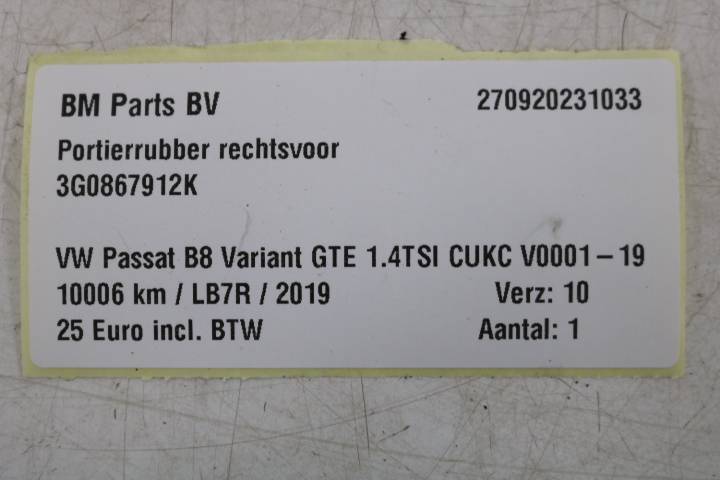 BM Parts BV 270920231033
Portierrubber rechtsvoor
3G0867912K
VW Passat B8 Variant GTE 1.4TSI CUKC V0001-19
10006 km / LB7R / 2019 Verz: 10
25 Euro incl. BTW Aantal: 1